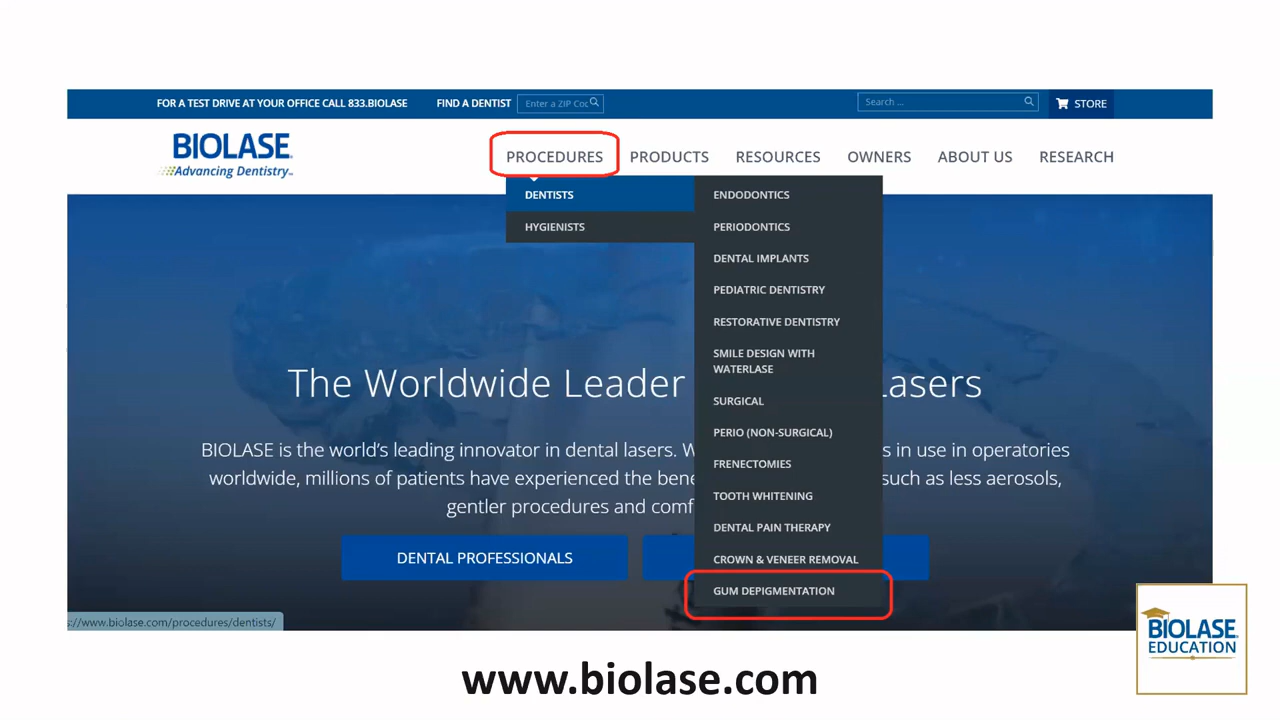 FOR A TEST DRIVE AT YOUR OFFICE CALL 833.BIOLASE FIND A DENTIST Enter a ZIP Coc Search ... STORE
BIOLASE
Advancing Dentistry
PROCEDURES PRODUCTS RESOURCES OWNERS ABOUT US RESEARCH
DENTISTS
HYGIENISTS
ENDODONTICS
PERIODONTICS
DENTAL IMPLANTS
PEDIATRIC DENTISTRY
RESTORATIVE DENTISTRY
SMILE DESIGN WITH
WATERLASE
SURGICAL
PERIO (NON-SURGICAL)
FRENECTOMIES
TOOTH WHITENING
DENTAL PAIN THERAPY
CROWN & VENEER REMOVAL
GUM DEPIGMENTATION
The Worldwide Leader Lasers
BIOLASE is the world's leading innovator in dental lasers. W s in use in operatories
worldwide, millions of patients have experienced the bene such as less aerosols,
gentler procedures and comf
DENTAL PROFESSIONALS
s://www.biolase.com/procedures/dentists/
BIOLASE
EDUCATION
www.biolase.com